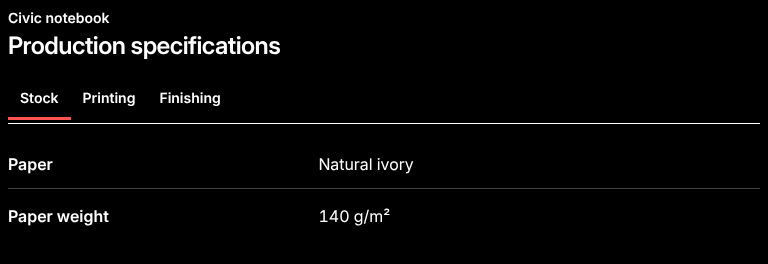 Civic notebook
Production specifications
Stock Printing Finishing
Paper Natural ivory
Paper weight 140 g/m²